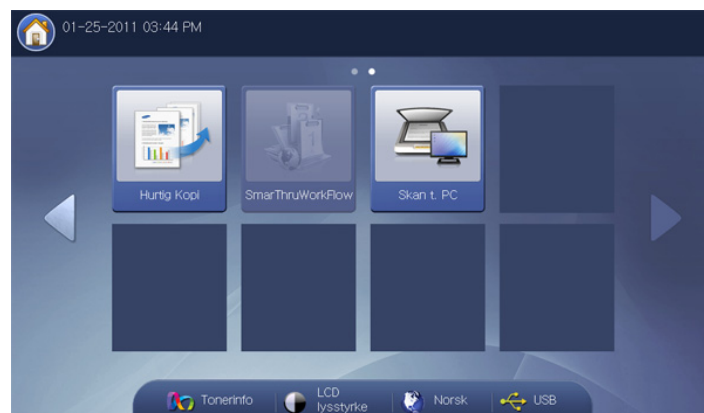 01-25-2011 03:44 PM
Hurtig Kopi
SmarThruWorkFlow
Skan t. PC
Tonerinfo
LCD
lysstyrke
Norsk
USB